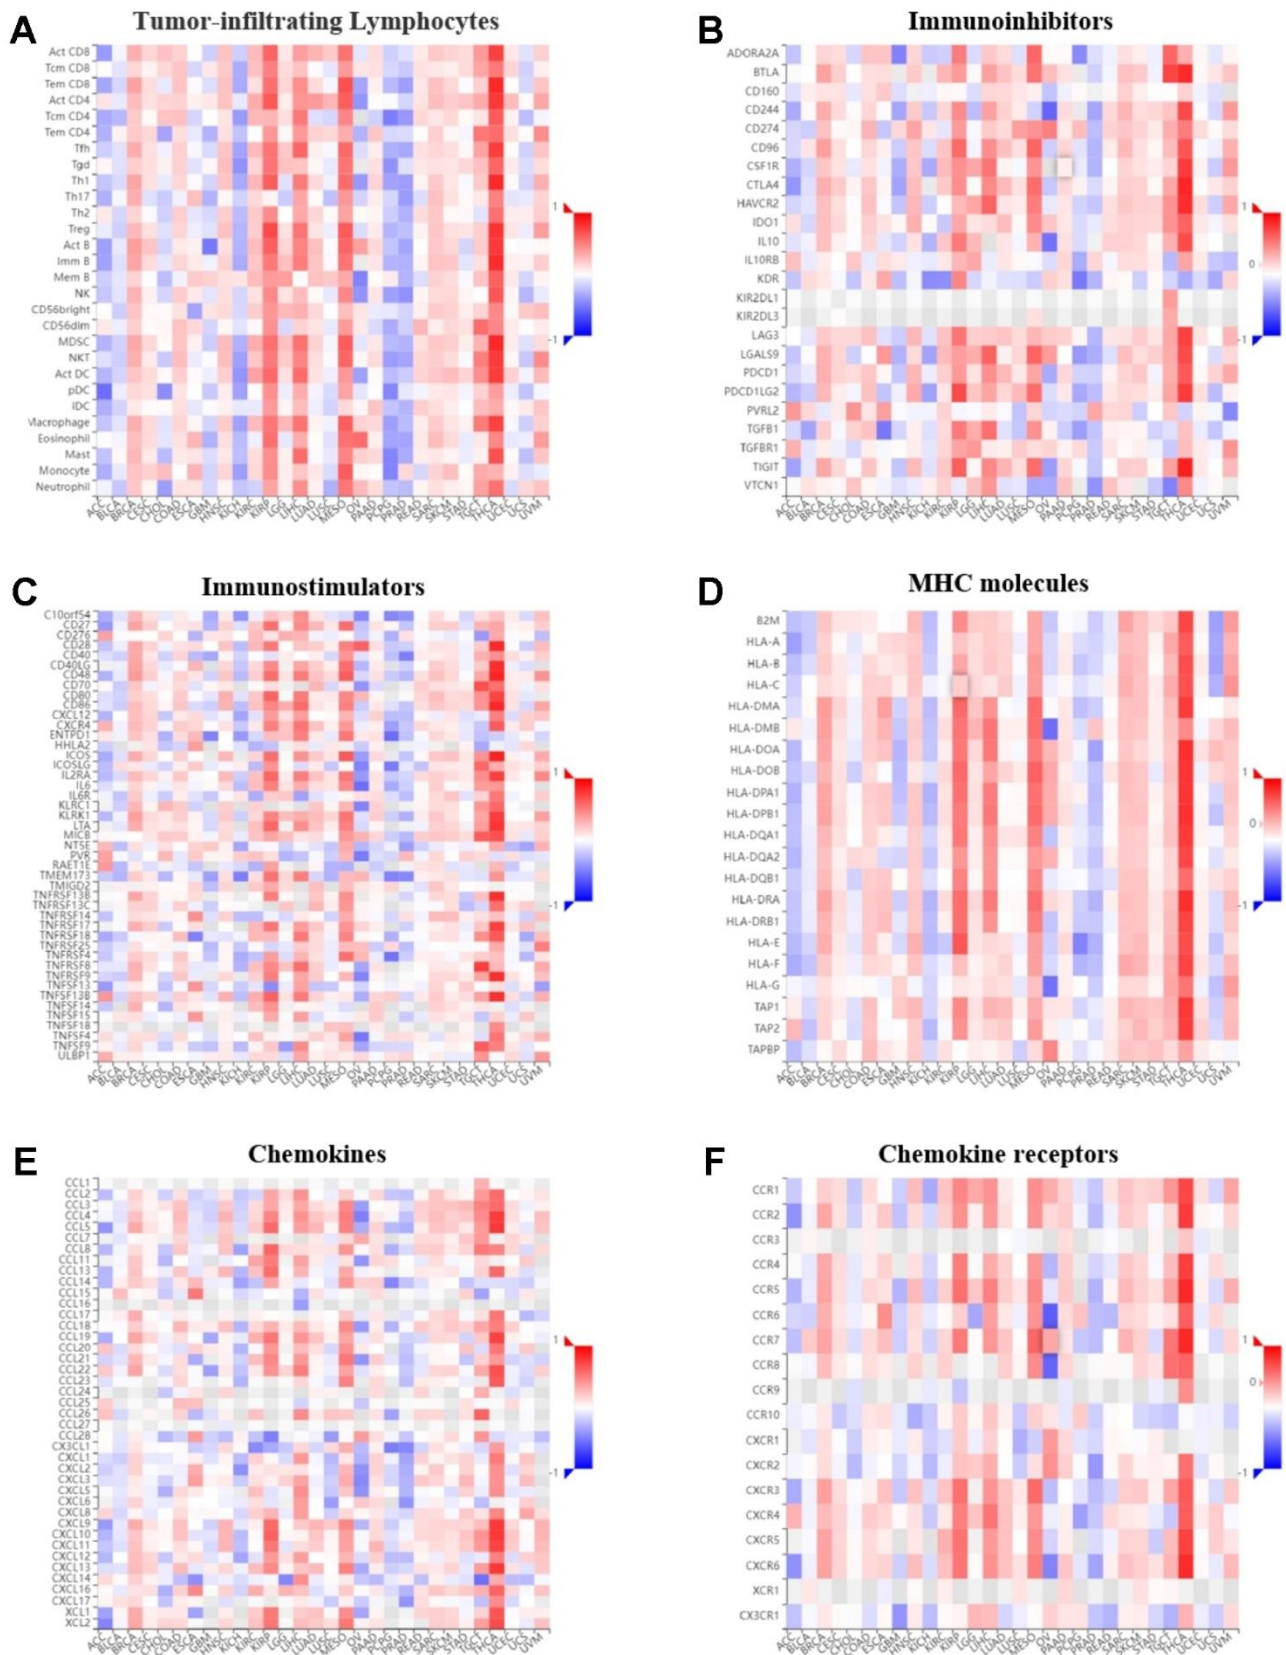 A
Tumor-infiltrating Lymphocytes
Act CD8
Tcm CD8
Tem CD8
Act CD4
Tcm CD4
Tem CD4
Tfh
Tgd
Th1
Th17
Th2
Treg
Act B
Imm B
Mem B
NK
CD56bright
CD56dim
MDSC
NKT
Act DC
pDC
iDC
Macrophage
Eosinophil
Mast
Monocyte
Neutrophil
ACC BLCA BRCA CESC CHOL COAD ESCA GBM HNSC KICH KIRC KIRP LGG LIHC LUAD LUSC MESO OV PAAD PCPG PRAD READ SARC SKCM STAD TGCT THCA UCEC UCS UVM
1
-1
B
Immunoinhibitors
ADORA2A
BTLA
CD160
CD244
CD274
CD96
CSF1R
CTLA4
HAVCR2
IDO1
IL10
IL10RB
KDR
KIR2DL1
KIR2DL3
LAG3
LGALS9
PDCD1
PDCD1LG2
PVRL2
TGFB1
TGFBR1
TIGIT
VTCN1
ACC BLCA BRCA CESC CHOL COAD ESCA GBM HNSC KICH KIRC KIRP LGG LIHC LUAD LUSC MESO OV PAAD PCPG PRAD READ SARC SKCM STAD TGCT THCA UCEC UCS UVM
1
0
-1
C
Immunostimulators
C10orf54
CD27
CD276
CD28
CD40
CD40LG
CD48
CD70
CD80
CD86
CXCL12
CXCR4
ENTPD1
HHLA2
ICOS
ICOSLG
IL2RA
IL6
IL6R
KLRC1
KLRK1
LTA
MICB
NT5E
PVR
RAET1E
TMEM173
TMIGD2
TNFRSF13B
TNFRSF13C
TNFRSF14
TNFRSF17
TNFRSF18
TNFRSF25
TNFRSF4
TNFRSF8
TNFRSF9
TNFSF13
TNFSF13B
TNFSF14
TNFSF15
TNFSF18
TNFSF4
TNFSF9
ULBP1
ACC BLCA BRCA CESC CHOL COAD ESCA GBM HNSC KICH KIRC KIRP LGG LIHC LUAD LUSC MESO OV PAAD PCPG PRAD READ SARC SKCM STAD TGCT THCA UCEC UCS UVM
1
-1
D
MHC molecules
B2M
HLA-A
HLA-B
HLA-C
HLA-DMA
HLA-DMB
HLA-DOA
HLA-DOB
HLA-DPA1
HLA-DPB1
HLA-DQA1
HLA-DQA2
HLA-DQB1
HLA-DRA
HLA-DRB1
HLA-E
HLA-F
HLA-G
TAP1
TAP2
TAPBP
ACC BLCA BRCA CESC CHOL COAD ESCA GBM HNSC KICH KIRC KIRP LGG LIHC LUAD LUSC MESO OV PAAD PCPG PRAD READ SARC SKCM STAD TGCT THCA UCEC UCS UVM
1
0
-1
E
Chemokines
CCL1
CCL2
CCL3
CCL4
CCL5
CCL7
CCL8
CCL11
CCL13
CCL14
CCL15
CCL16
CCL17
CCL18
CCL19
CCL20
CCL21
CCL22
CCL23
CCL24
CCL25
CCL26
CCL27
CCL28
CX3CL1
CXCL1
CXCL2
CXCL3
CXCL5
CXCL6
CXCL8
CXCL9
CXCL10
CXCL11
CXCL12
CXCL13
CXCL14
CXCL16
CXCL17
XCL1
XCL2
ACC BLCA BRCA CESC CHOL COAD ESCA GBM HNSC KICH KIRC KIRP LGG LIHC LUAD LUSC MESO OV PAAD PCPG PRAD READ SARC SKCM STAD TGCT THCA UCEC UCS UVM
1
-1
F
Chemokine receptors
CCR1
CCR2
CCR3
CCR4
CCR5
CCR6
CCR7
CCR8
CCR9
CCR10
CXCR1
CXCR2
CXCR3
CXCR4
CXCR5
CXCR6
XCR1
CX3CR1
ACC BLCA BRCA CESC CHOL COAD ESCA GBM HNSC KICH KIRC KIRP LGG LIHC LUAD LUSC MESO OV PAAD PCPG PRAD READ SARC SKCM STAD TGCT THCA UCEC UCS UVM
1
0
-1